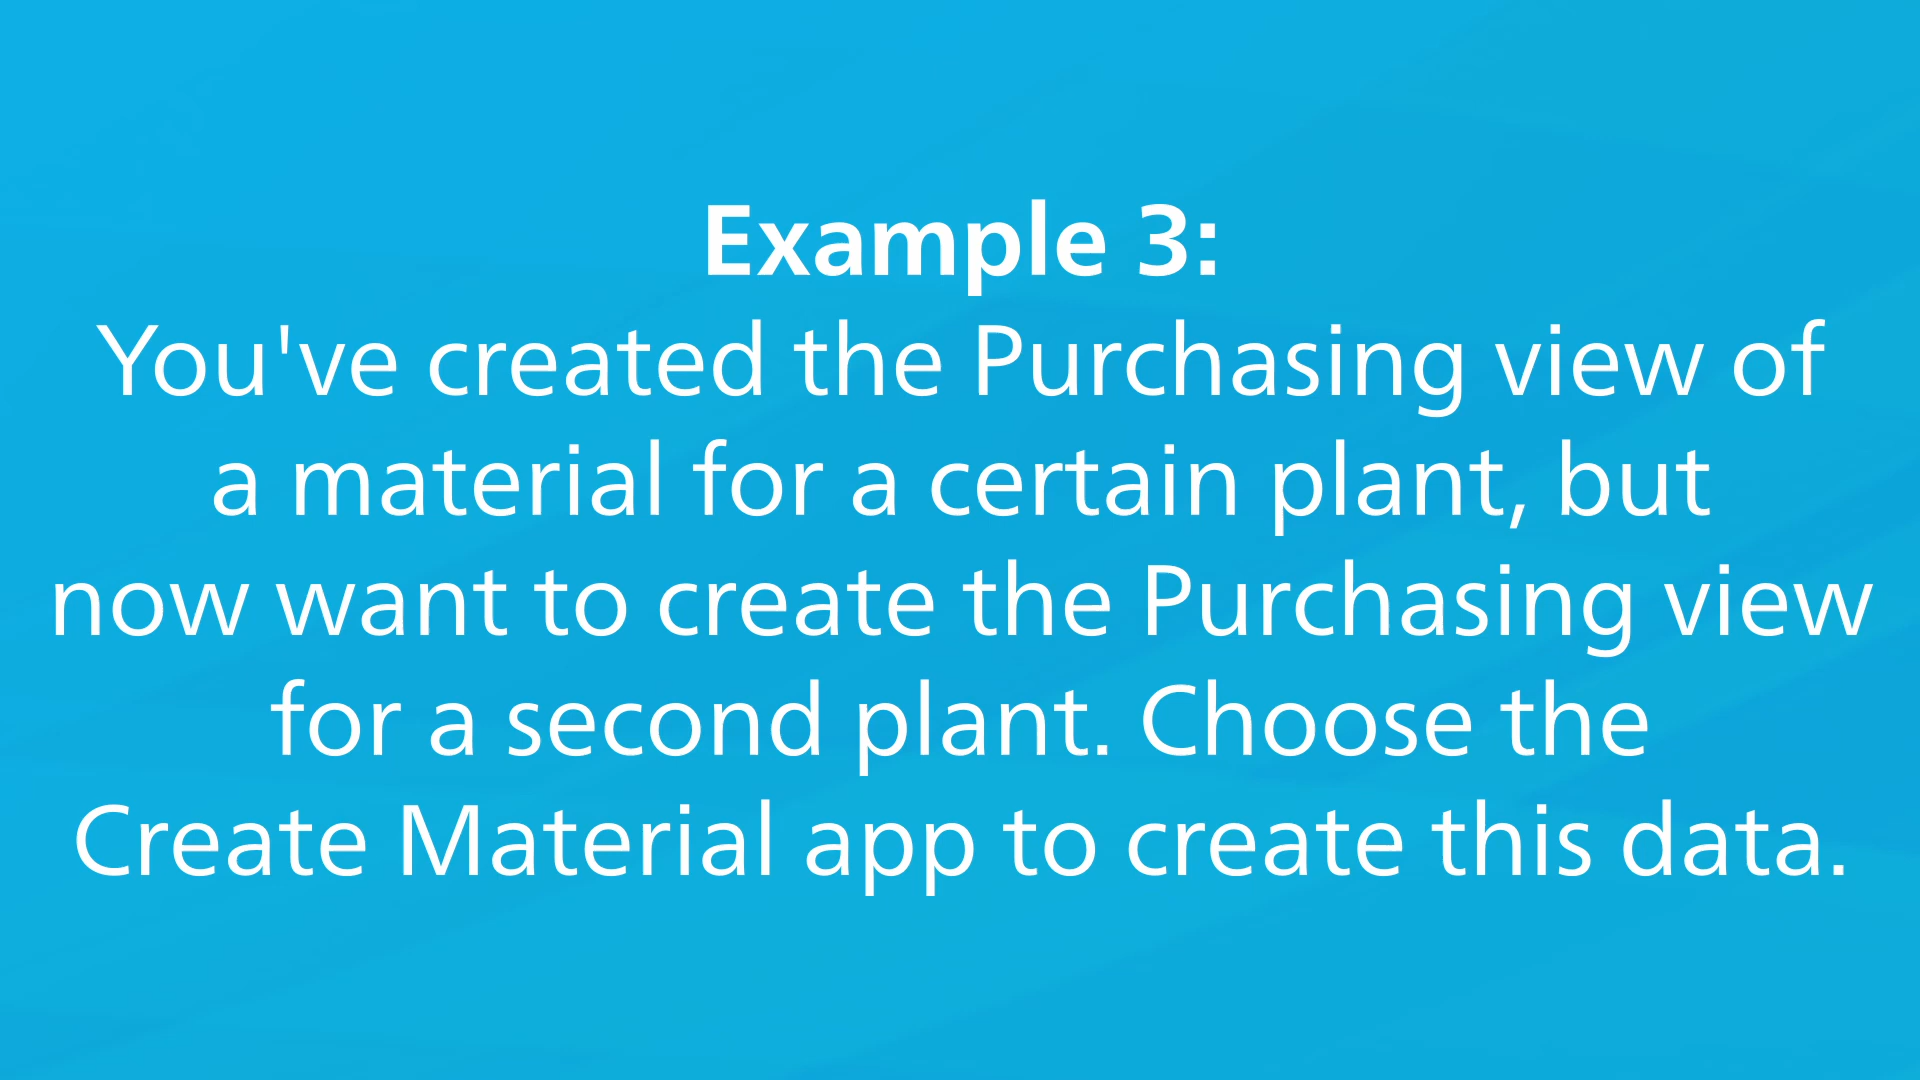 Example 3:
You've created the Purchasing view of
a material for a certain plant, but
now want to create the Purchasing view
for a second plant. Choose the
Create Material app to create this data.